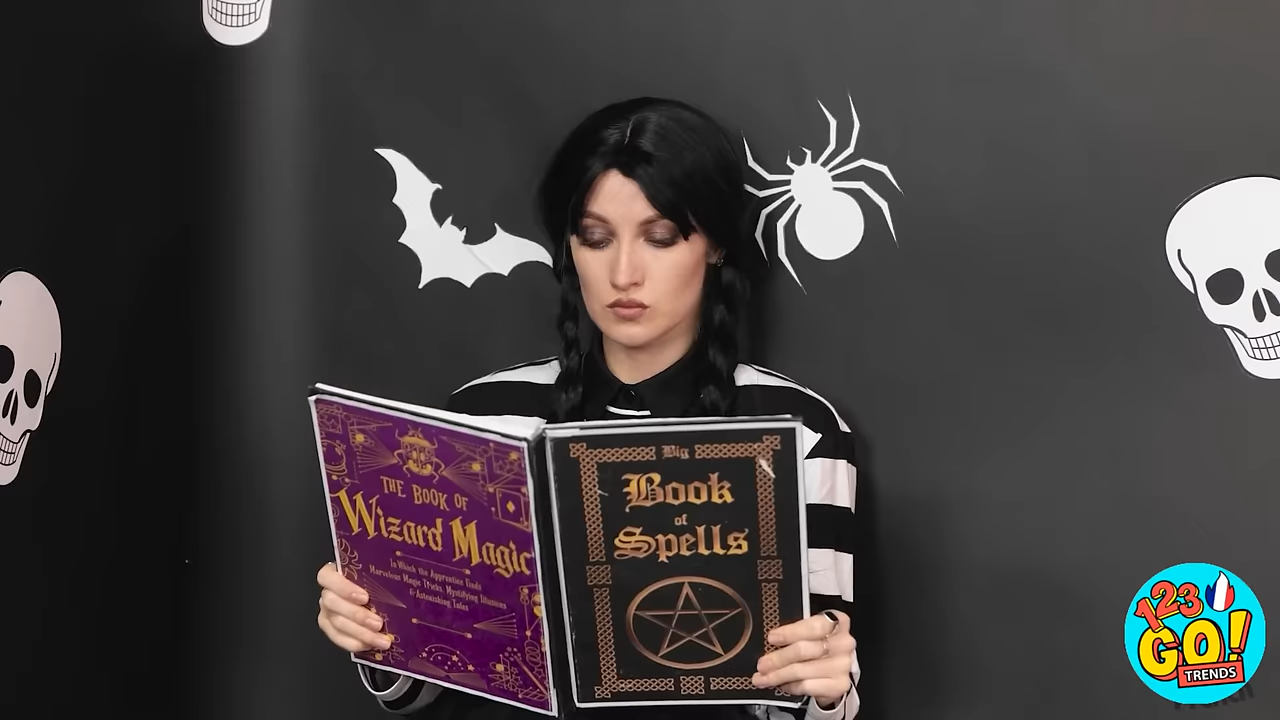 THE BOOK OF
Wizard Magic
In Which the Apprentice Finds
Marvelous Magic Tricks, Mystifying Illusions
& Astonishing Tales
Big
Book
of
Spells
123
GO!
TRENDS